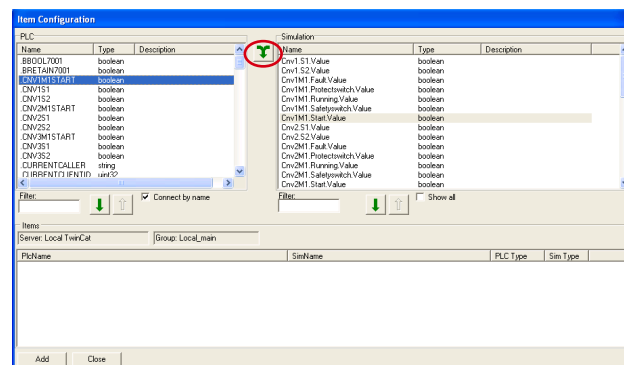 Item Configuration
PLC
Name Type Description
.BBOOL7001 boolean
.BRETAIN7001 boolean
.CNV1M1START boolean
.CNV1S1 boolean
.CNV1S2 boolean
.CNV2M1START boolean
.CNV2S1 boolean
.CNV2S2 boolean
.CNV3M1START boolean
.CNV3S1 boolean
.CNV3S2 boolean
.CURRENTCALLER string
.CURRENTCLIENTID uint32
Filter:
Connect by name
Simulation
Name Type Description
Cnv1.S1.Value boolean
Cnv1.S2.Value boolean
Cnv1M1.Fault.Value boolean
Cnv1M1.Protectswitch.Value boolean
Cnv1M1.Running.Value boolean
Cnv1M1.Safetyswitch.Value boolean
Cnv1M1.Start.Value boolean
Cnv2.S1.Value boolean
Cnv2.S2.Value boolean
Cnv2M1.Fault.Value boolean
Cnv2M1.Protectswitch.Value boolean
Cnv2M1.Running.Value boolean
Cnv2M1.Safetyswitch.Value boolean
Cnv2M1.Start.Value boolean
Filter:
Show all
Items
Server: Local TwinCat Group: Local_main
PlcName SimName PLC Type Sim Type
Add Close